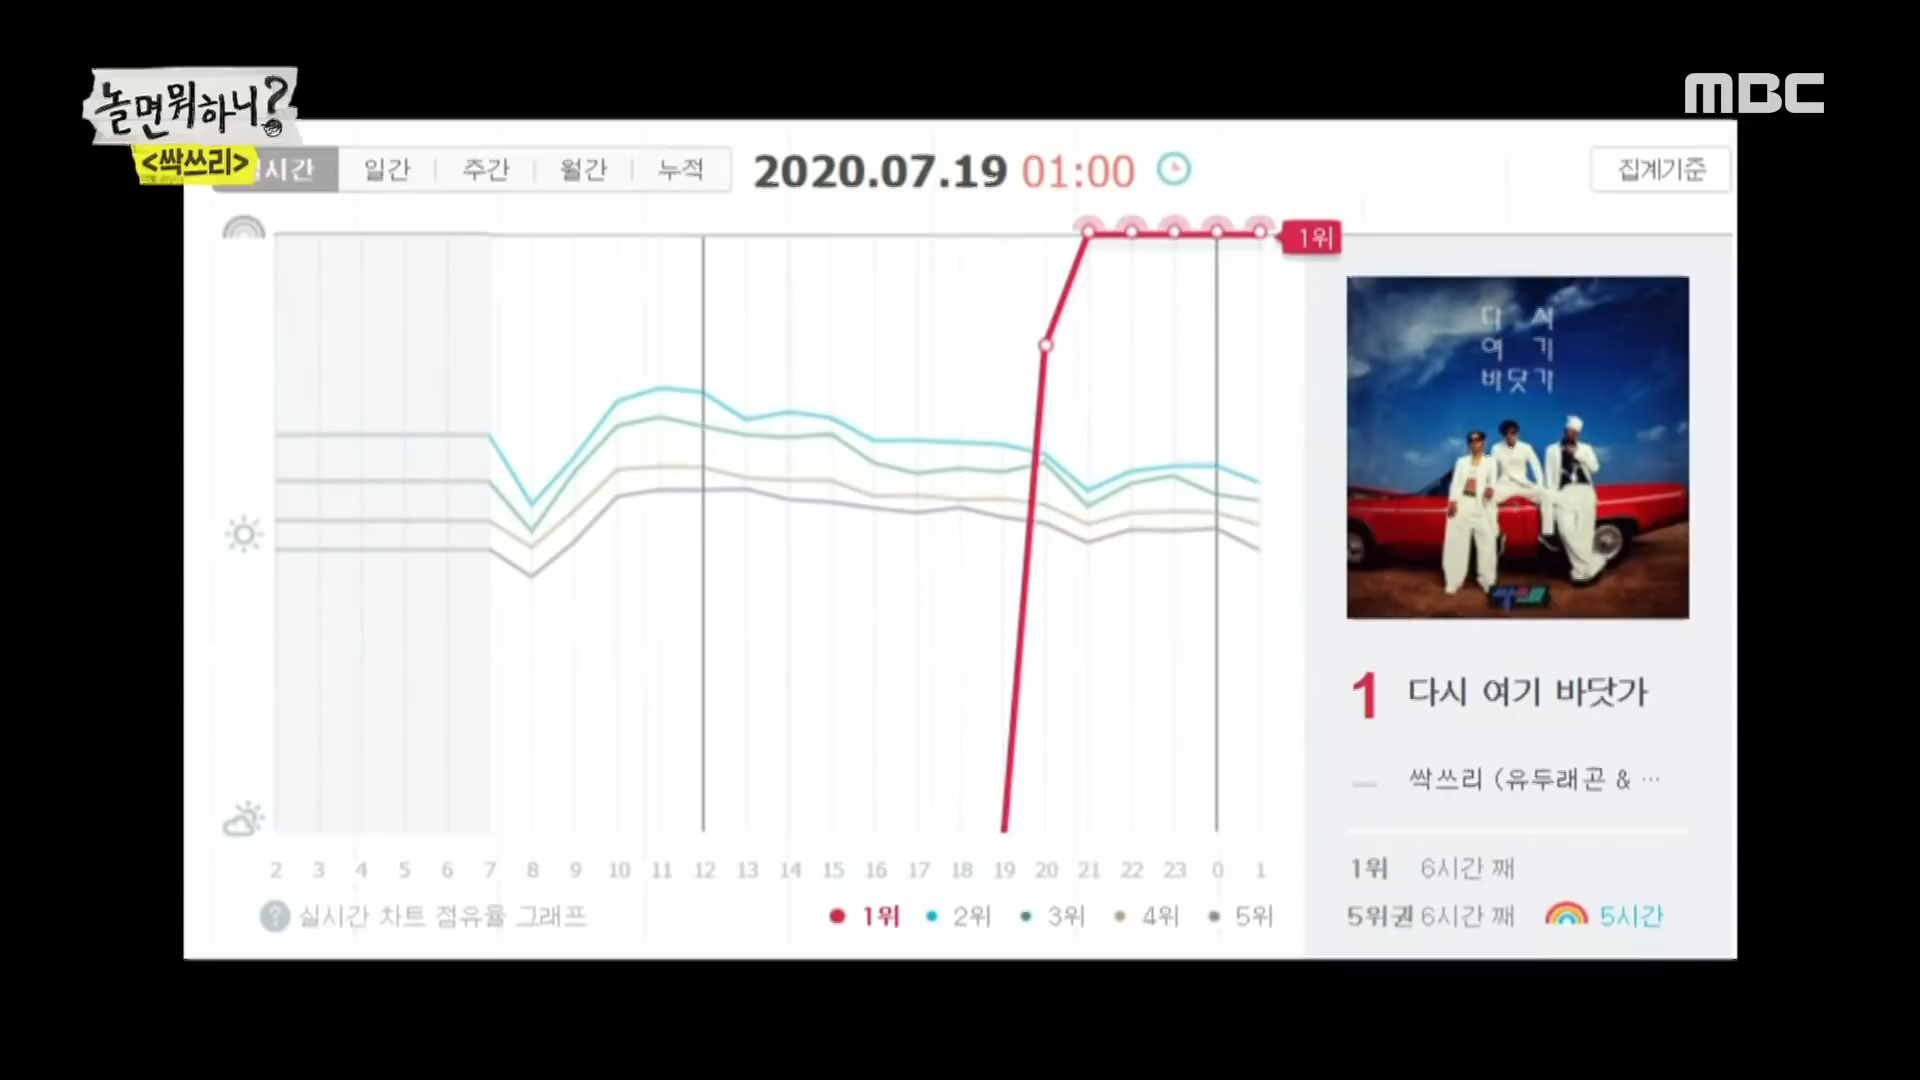 놀면뭐하니?
<싹쓰리>
MBC
시간 일간 주간 월간 누적
2020.07.19 01:00
집계기준
1위
다시
여기
바닷가
싹쓰리
1 다시 여기 바닷가
싹쓰리 (유두래곤 & ···
1위 6시간 째
5위권 6시간 째 5시간
2 3 4 5 6 7 8 9 10 11 12 13 14 15 16 17 18 19 20 21 22 23 0 1
? 실시간 차트 점유율 그래프
1위 2위 3위 4위 5위